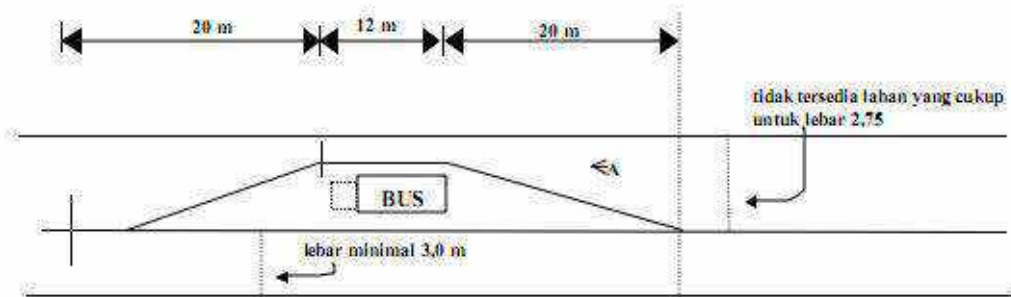 20 m
12 m
20 m
tidak tersedia lahan yang cukup
untuk lebar 2,75
A
BUS
lebar minimal 3,0 m